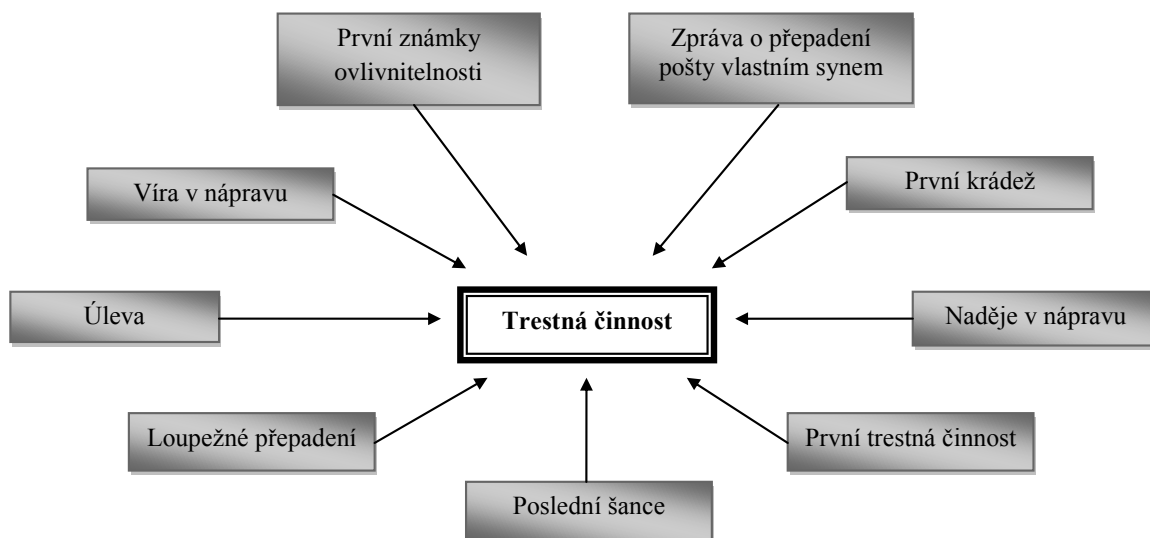 První známky
ovlivnitelnosti
Zpráva o přepadení
pošty vlastním synem
Víra v nápravu
První krádež
Úleva
Trestná činnost
Naděje v nápravu
Loupežné přepadení
První trestná činnost
Poslední šance